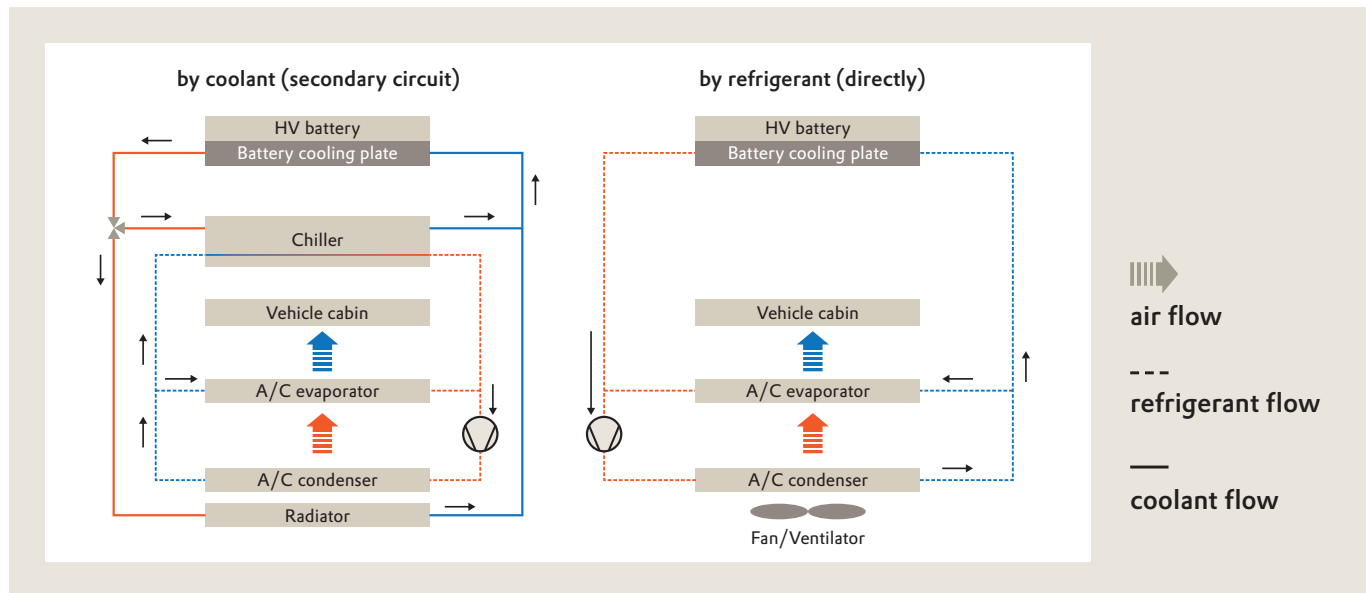 by coolant (secondary circuit)
HV battery
Battery cooling plate
Chiller
Vehicle cabin
A/C evaporator
A/C condenser
Radiator
by refrigerant (directly)
HV battery
Battery cooling plate
Vehicle cabin
A/C evaporator
A/C condenser
Fan/Ventilator
air flow
refrigerant flow
coolant flow